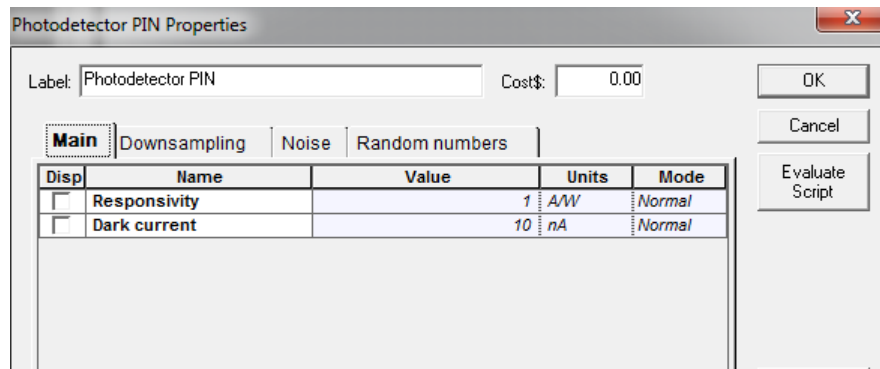 Photodetector PIN Properties
Label: Photodetector PIN Cost$: 0.00 OK
Cancel
Main Downsampling Noise Random numbers
Evaluate Script
Disp Name Value Units Mode
Responsivity 1 A/W Normal
Dark current 10 nA Normal